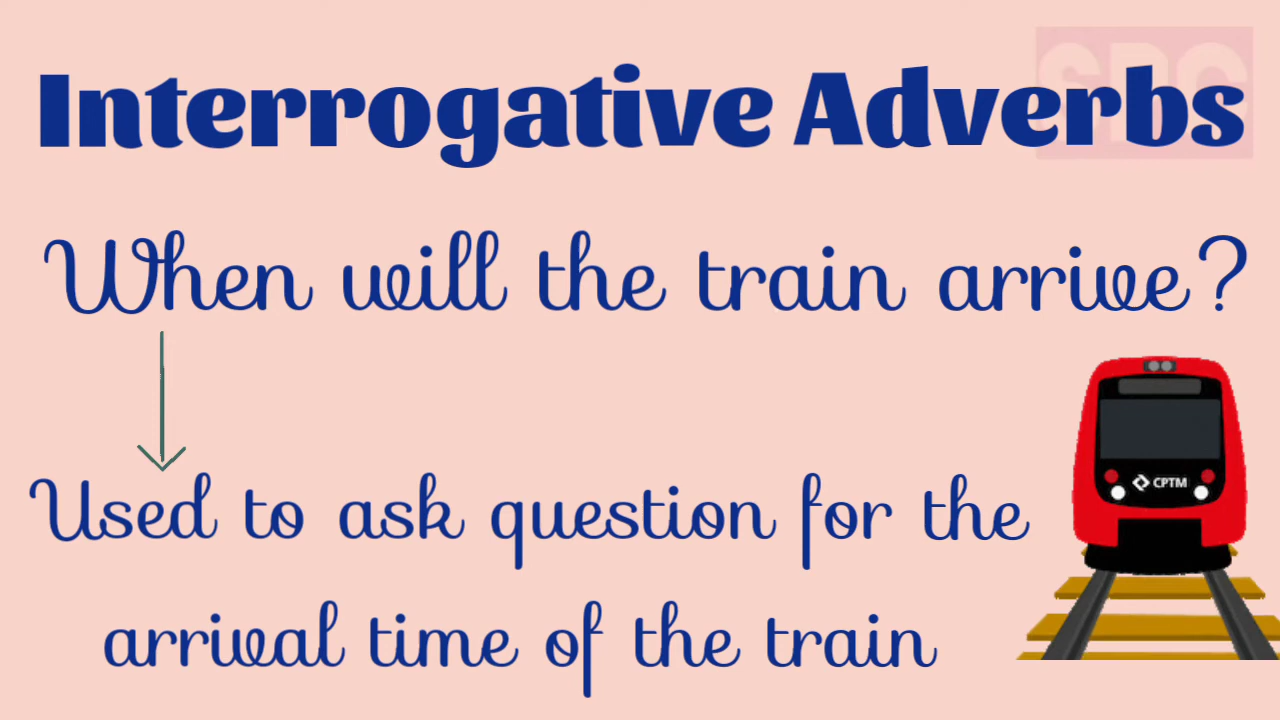 Interrogative Adverbs
When will the train arrive?
CPTM
Used to ask question for the
arrival time of the train